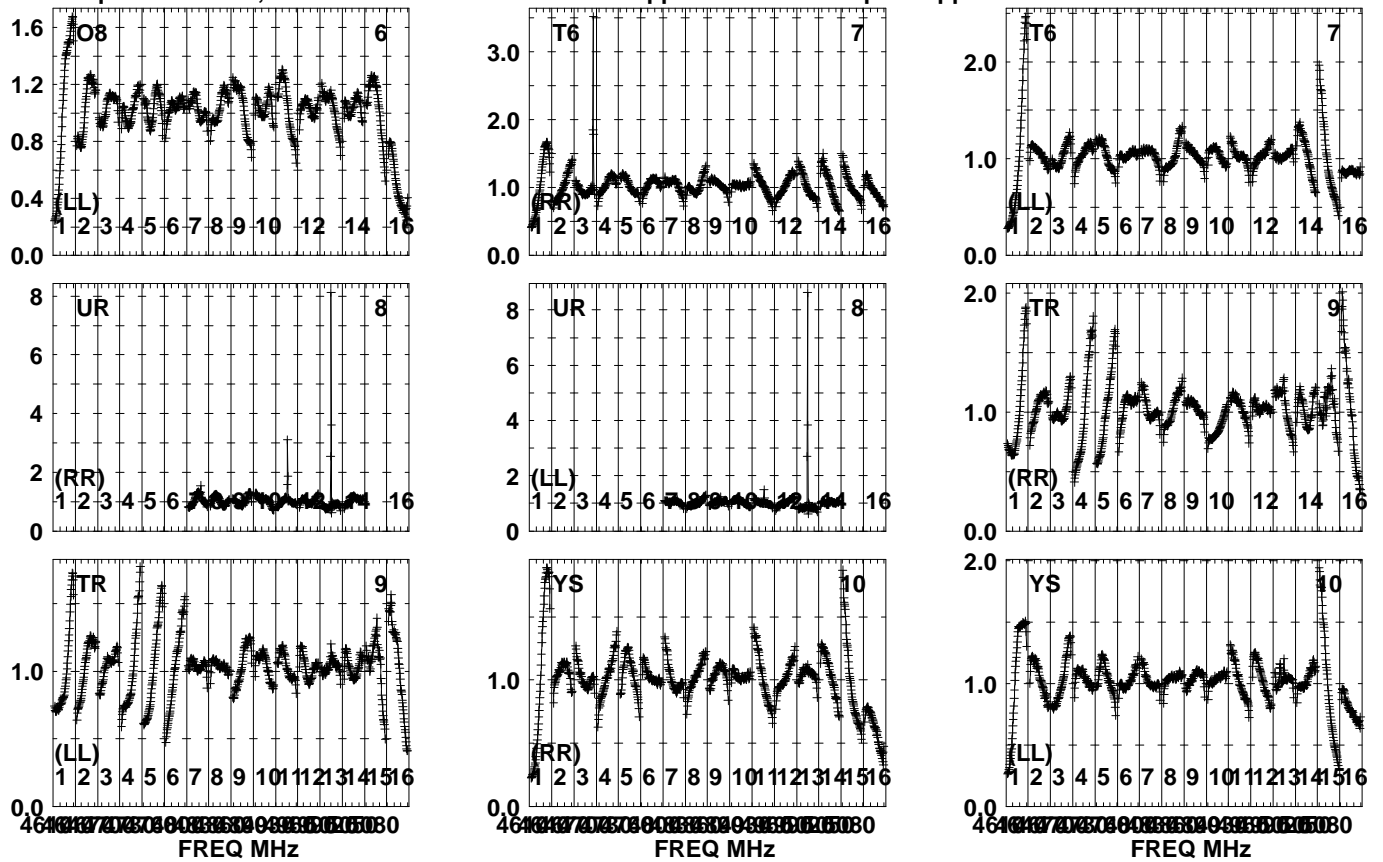 1.6 O8 6
1.2
0.8
0.4 (LL)
1 2 3 4 5 6 7 8 9 10 12 14 16
0.0
T6 7
3.0
2.0
1.0
(RR)
1 2 3 4 5 6 7 8 9 10 12 14 15 16
0.0
T6 7
2.0
1.0
(LL)
1 2 3 4 5 6 7 8 9 10 12 14 16
0.0
8 UR 8
6
4
2 (RR)
1 2 3 4 5 6 14 16
0
8 UR 8
6
4
2 (LL)
1 2 3 4 5 6 12 14 16
0
2.0 TR 9
1.0
(RR)
1 2 3 4 5 6 7 8 9 10 12 14 16
0.0
TR 9
1.0
(LL)
1 2 3 4 5 6 7 8 9 10 11 12 13 15 16
0.0
FREQ MHz
YS 10
1.0
(RR)
1 2 3 4 5 6 7 8 9 10 11 12 13 15 16
0.0
FREQ MHz
2.0 YS 10
1.0
(LL)
1 2 3 4 5 6 7 8 9 10 11 12 13 15 16
0.0
FREQ MHz